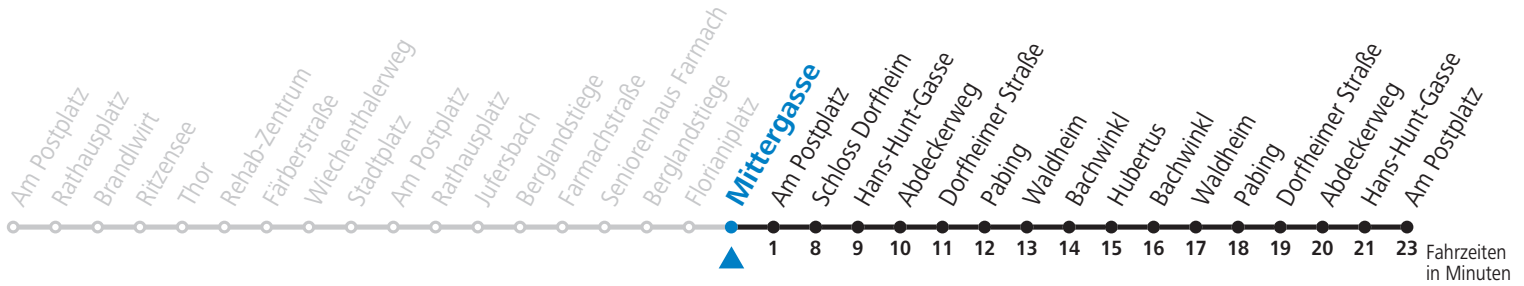 Am Postplatz
Rathausplatz
Brandlwirt
Ritzensee
Thor
Rehab-Zentrum
Färberstraße
Wiechenthalerweg
Stadtplatz
Am Postplatz
Rathausplatz
Jufersbach
Berglandstiege
Farmachstraße
Seniorenhaus Farmach
Berglandstiege
Florianiplatz
Mittergasse
Am Postplatz
Schloss Dorfheim
Hans-Hunt-Gasse
Abdeckerweg
Dorfheimer Straße
Pabing
Waldheim
Bachwinkl
Hubertus
Bachwinkl
Waldheim
Pabing
Dorfheimer Straße
Abdeckerweg
Hans-Hunt-Gasse
Am Postplatz
1 8 9 10 11 12 13 14 15 16 17 18 19 20 21 23 Fahrzeiten
in Minuten